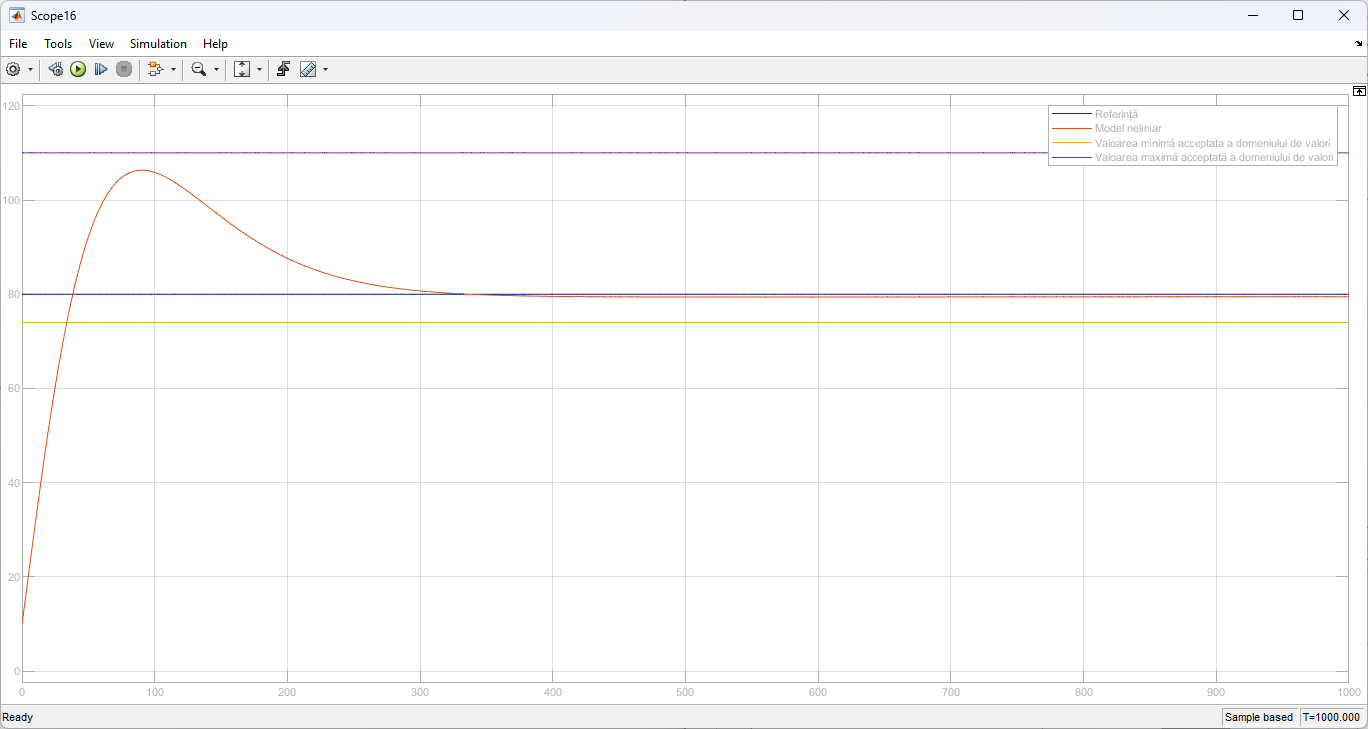 Scope16
File Tools View Simulation Help
120
100
80
60
40
20
0
Referință
Model neliniar
Valoarea minimă acceptata a domeniului de valori
Valoarea maximă acceptată a domeniului de valori
0 100 200 300 400 500 600 700 800 900 1000
Ready
Sample based T=1000.000